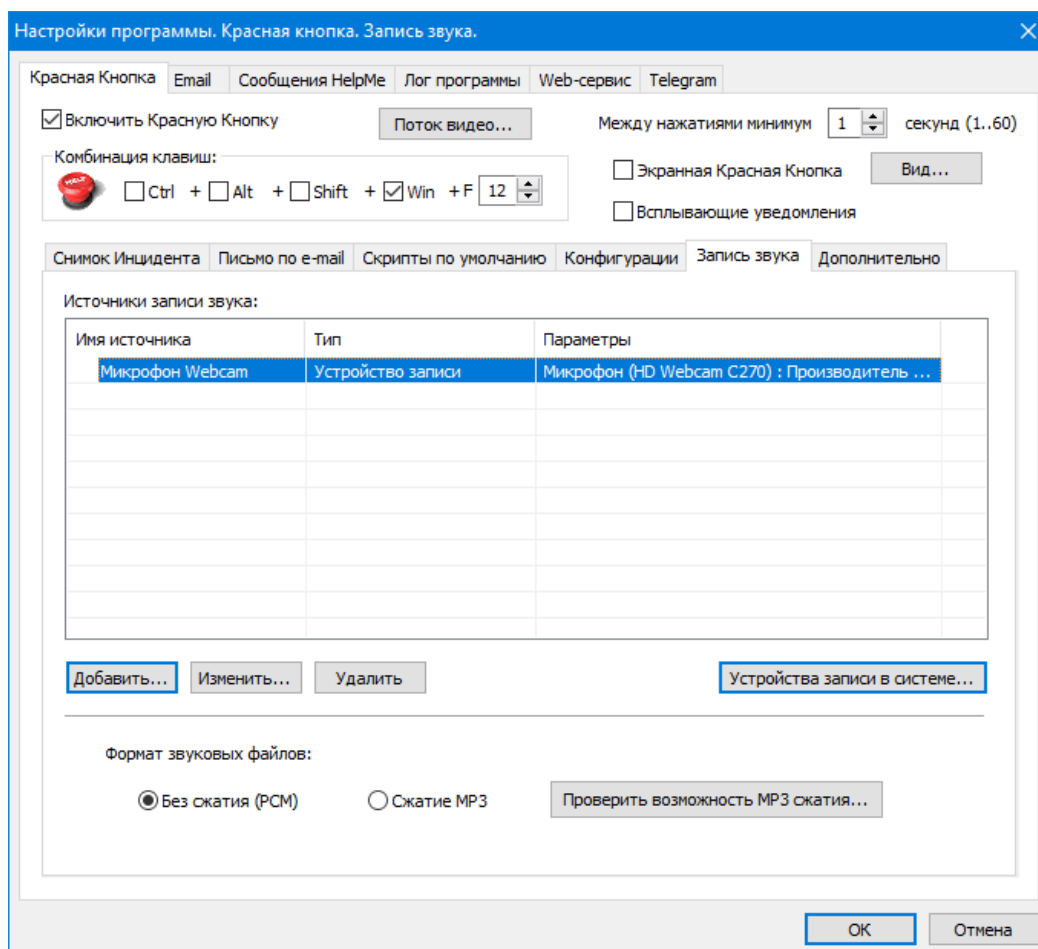 Настройки программы. Красная кнопка. Запись звука.
Красная Кнопка Email Сообщения HelpMe Лог программы Web-сервис Telegram
Включить Красную Кнопку Поток видео... Между нажатиями минимум 1 секунд (1..60)
Комбинация клавиш:
HELP Ctrl + Alt + Shift + Win + F 12
Экранная Красная Кнопка Вид...
Всплывающие уведомления
Снимок Инцидента Письмо по e-mail Скрипты по умолчанию Конфигурации Запись звука Дополнительно
Источники записи звука:
Имя источника Тип Параметры
Микрофон Webcam Устройство записи Микрофон (HD Webcam C270) : Производитель ...
Добавить... Изменить... Удалить Устройства записи в системе...
Формат звуковых файлов:
Без сжатия (PCM) Сжатие MP3 Проверить возможность MP3 сжатия...
OK Отмена